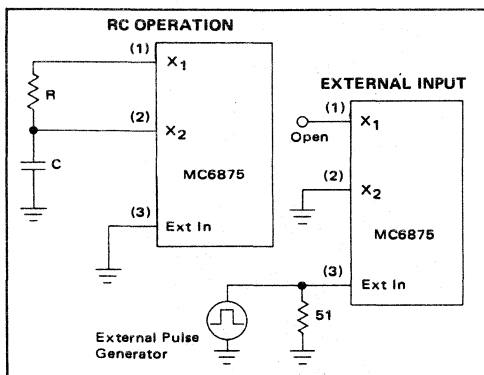 RC OPERATION
(1)
X1
R
(2)
X2
C
MC6875
(3)
Ext In
EXTERNAL INPUT
(1)
X1
Open
(2)
X2
MC6875
(3)
Ext In
51
External Pulse
Generator